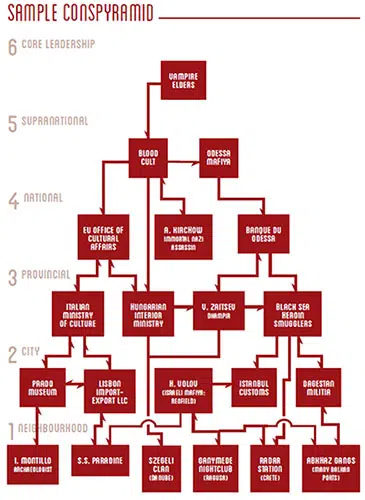 SAMPLE CONSPYRAMID
6 CORE LEADERSHIP
VAMPIRE
ELDERS
5 SUPRANATIONAL
BLOOD
CULT
ODESSA
MAFIYA
4 NATIONAL
EU OFFICE OF
CULTURAL
AFFAIRS
A. KIRCHOW
IMMORTAL NAZI
ASSASSIN
BANQUE DU
ODESSA
3 PROVINCIAL
ITALIAN
MINISTRY
OF CULTURE
HUNGARIAN
INTERIOR
MINISTRY
V. ZAITSEV
DHAMPIR
BLACK SEA
HEROIN
SMUGGLERS
2 CITY
PRADO
MUSEUM
LISBON
IMPORT-
EXPORT LLC
H. VOLOV
(ISRAELI MAFIYA:
REDFIELD)
ISTANBUL
CUSTOMS
DAGESTAN
MILITIA
1 NEIGHBOURHOOD
I. MONTILLO
ARCHAEOLOGIST
S.S. PARADINE
SZEGELI
CLAN
(DANUBE)
GANYMEDE
NIGHTCLUB
(RAGUSA)
RADAR
STATION
(CRETE)
ABKHAZ GANGS
(MANY BALKAN
PORTS)